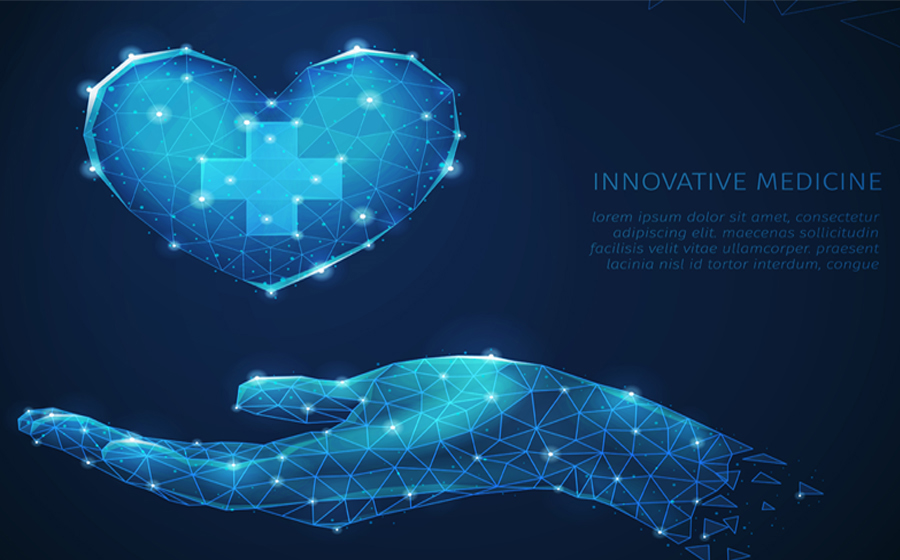 INNOVATIVE MEDICINE
lorem ipsum dolor sit amet, consectetur
adipiscing elit. maecenas sollicitudin
facilisis velit vitae ullamcorper. praesent
lacinia nisl id tortor interdum, congue